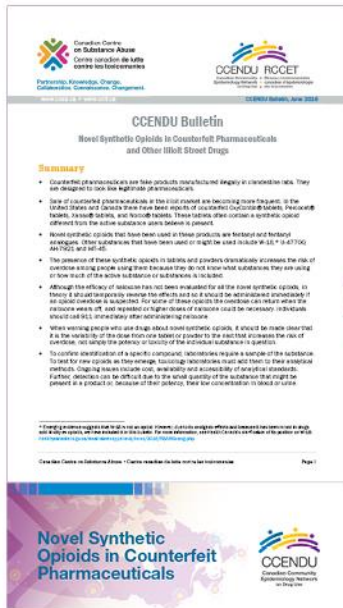 Canadian Centre
on Substance Abuse
Centre canadien de lutte
contre les toxicomanies
Partnership. Knowledge. Change.
Collaboration. Connaissance. Changement.
CCENDU RCCET
www.ccsa.ca • www.cclt.ca
CCENDU Bulletin, June 2016
CCENDU Bulletin
Novel Synthetic Opioids in Counterfeit Pharmaceuticals
and Other Illicit Street Drugs
Summary
• Counterfeit pharmaceuticals are fake products manufactured illegally in clandestine labs. They
are designed to look like legitimate pharmaceuticals.
• Sale of counterfeit pharmaceuticals in the illicit market are becoming more frequent. In the
United States and Canada there have been reports of counterfeit OxyContin® tablets, Percocet®
tablets, Xanax® tablets, and Norco® tablets. These tablets often contain a synthetic opioid
different from the active substance users believe is present.
• Novel synthetic opioids that have been used in these products are fentanyl and fentanyl
analogues. Other substances that have been used or might be used include W-18,* U-47700,
AH-7921 and MT-45.
• The presence of these synthetic opioids in tablets and powders dramatically increases the risk of
overdose among people using them because they do not know what substances they are using
or how much of the active substance or substances is included.
• Although the efficacy of naloxone has not been evaluated for all the novel synthetic opioids, in
theory it should temporarily reverse the effects and so it should be administered immediately if
an opioid overdose is suspected. For some of these opioids the overdose can return when the
naloxone wears off, and repeated or higher doses of naloxone could be necessary. Individuals
should call 911 immediately after administering naloxone.
• When warning people who use drugs about novel synthetic opioids, it should be made clear that
it is the variability of the dose from one tablet or powder to the next that increases the risk of
overdose, not simply the potency or toxicity of the individual substance in question.
• To confirm identification of a specific compound, laboratories require a sample of the substance.
To test for new opioids as they emerge, toxicology laboratories must add them to their analytical
methods. Ongoing issues include cost, availability and accessibility of analytical standards.
Further, detection can be difficult due to the small quantity of the substance that might be
present in a product or, because of their potency, their low concentration in blood or urine.
Canadian Centre on Substance Abuse • Centre canadien de lutte contre les toxicomanies
Page 1
Novel Synthetic
Opioids in Counterfeit
Pharmaceuticals
CCENDU
Canadian Community
Epidemiology Network
on Drug Use